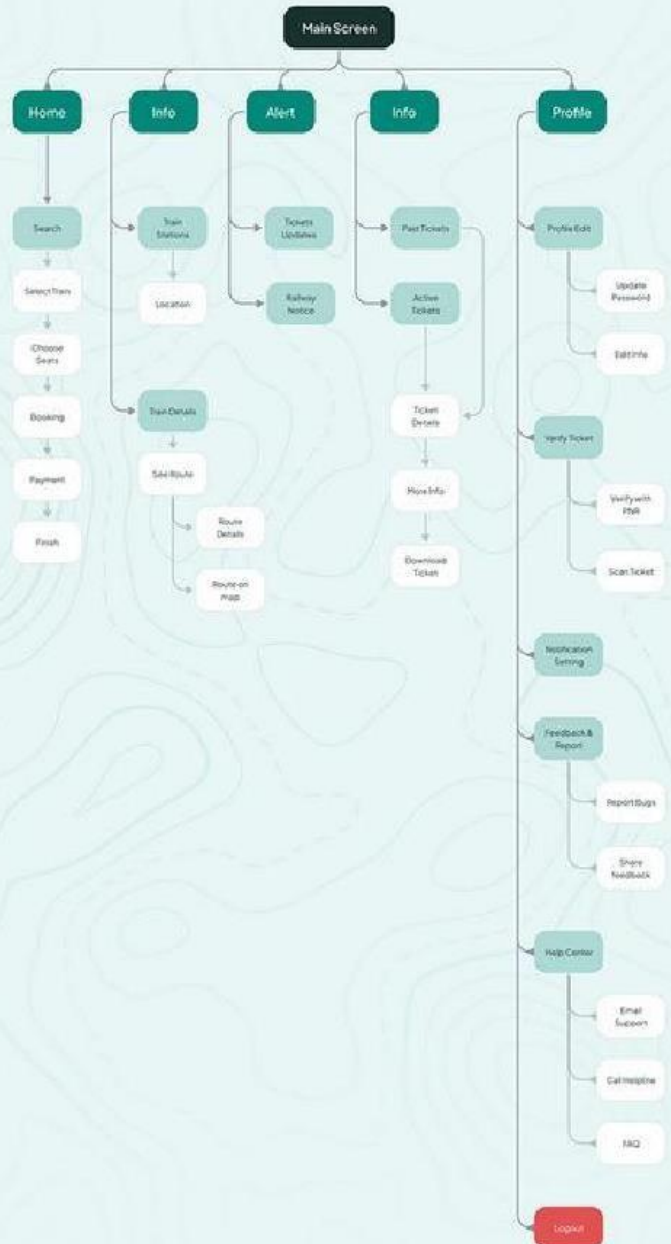 Main Screen
Home
Info
Alert
Info
Profile
Search
Select Train
Choose
Seats
Booking
Payment
Finish
Train
Stations
Location
Train Details
See Route
Route
Details
Route on
Map
Tickets
Updates
Railway
Notice
Past Tickets
Active
Tickets
Ticket
Details
More Info
Download
Ticket
Profile Edit
Update
Password
Edit Info
Verify Ticket
Verify with
PNR
Scan Ticket
Notification
Setting
Feedback &
Report
Report Bugs
Share
Feedback
Help Center
Email
Support
Call Helpline
FAQ
Logout